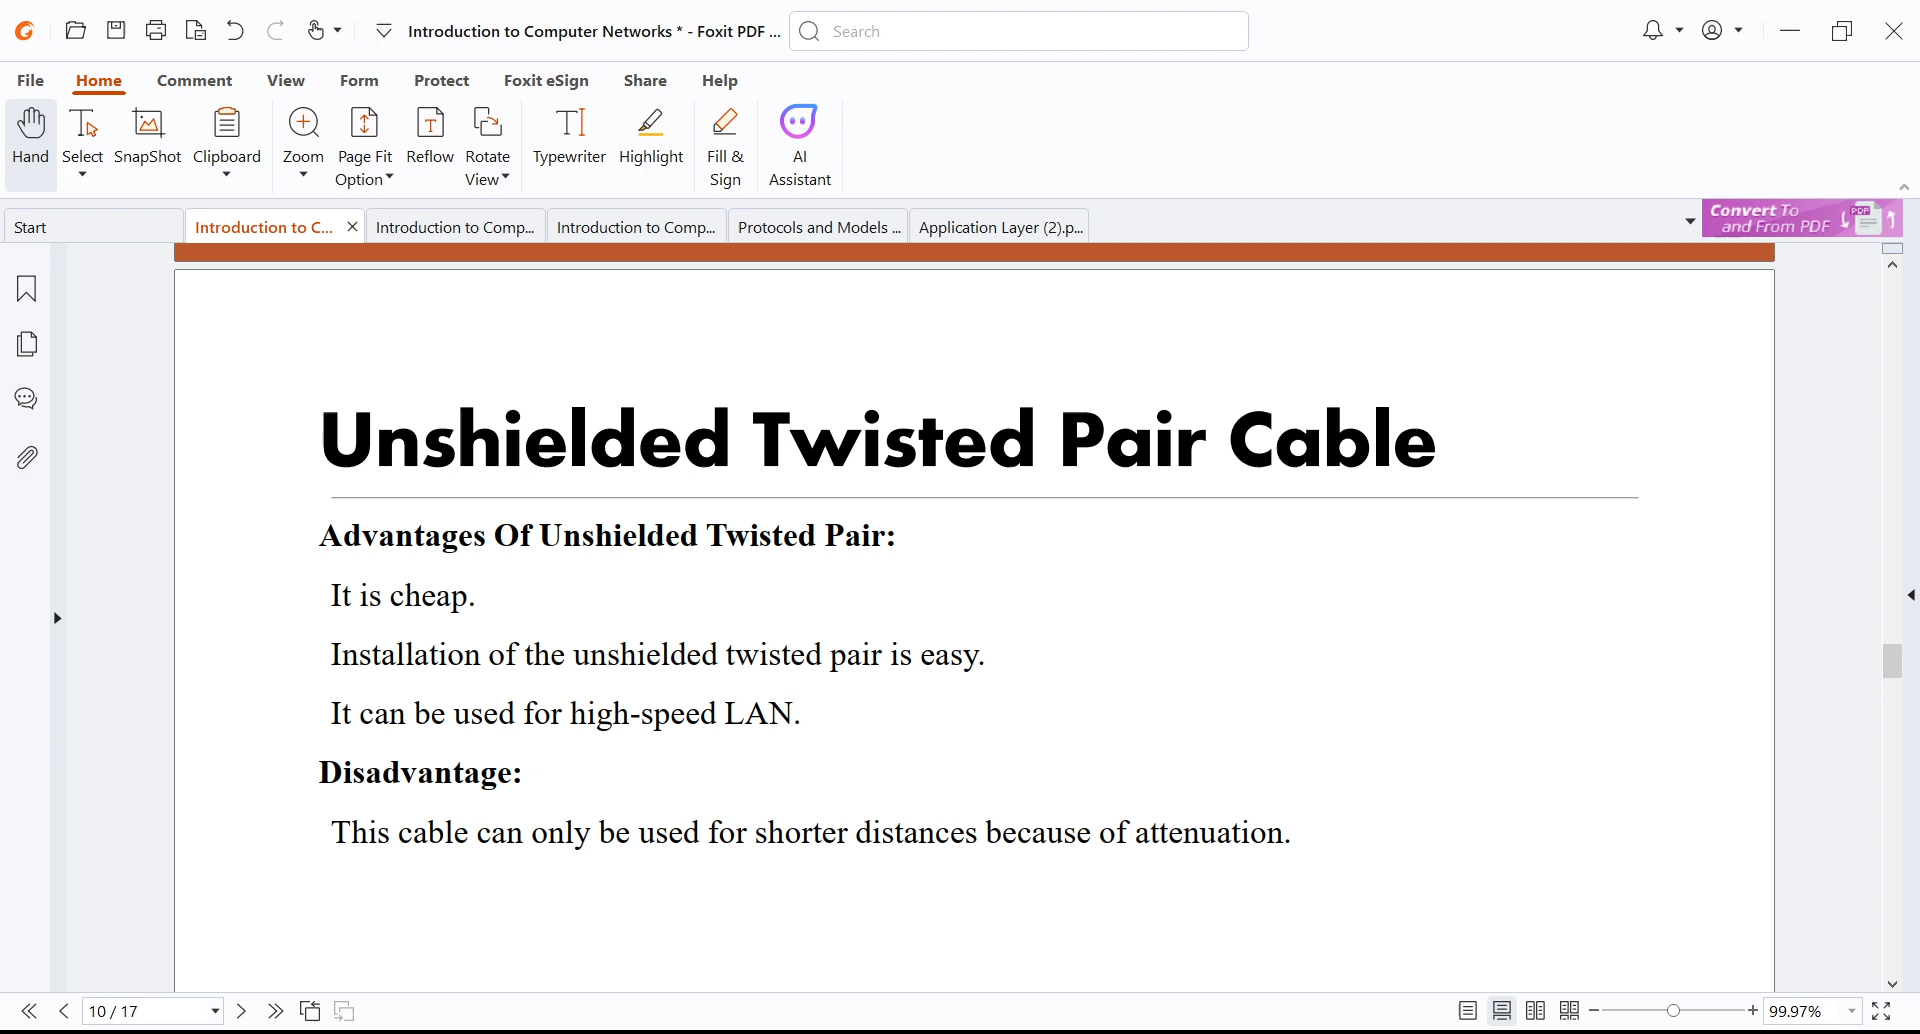 Introduction to Computer Networks * - Foxit PDF ...
Search
File Home Comment View Form Protect Foxit eSign Share Help
Hand Select SnapShot Clipboard Zoom Page Fit Option Reflow Rotate View Typewriter Highlight Fill & Sign AI Assistant
Start
Introduction to C...
Introduction to Comp...
Introduction to Comp...
Protocols and Models ...
Application Layer (2).p...
Convert To
and From PDF
PDF
Unshielded Twisted Pair Cable
Advantages Of Unshielded Twisted Pair:
It is cheap.
Installation of the unshielded twisted pair is easy.
It can be used for high-speed LAN.
Disadvantage:
This cable can only be used for shorter distances because of attenuation.
10 / 17
99.97%